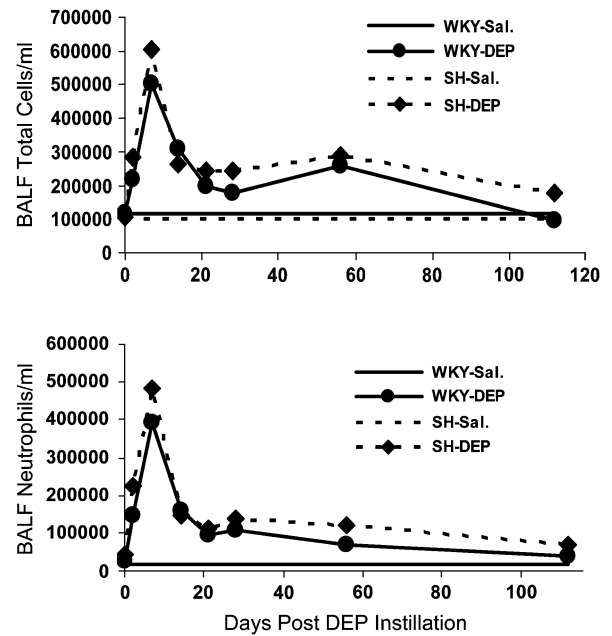 BALF Total Cells/ml
700000
600000
500000
400000
300000
200000
100000
0
0 20 40 60 80 100 120
WKY-Sal.
WKY-DEP
SH-Sal.
SH-DEP
BALF Neutrophils/ml
600000
500000
400000
300000
200000
100000
0
0 20 40 60 80 100
WKY-Sal.
WKY-DEP
SH-Sal.
SH-DEP
Days Post DEP Instillation